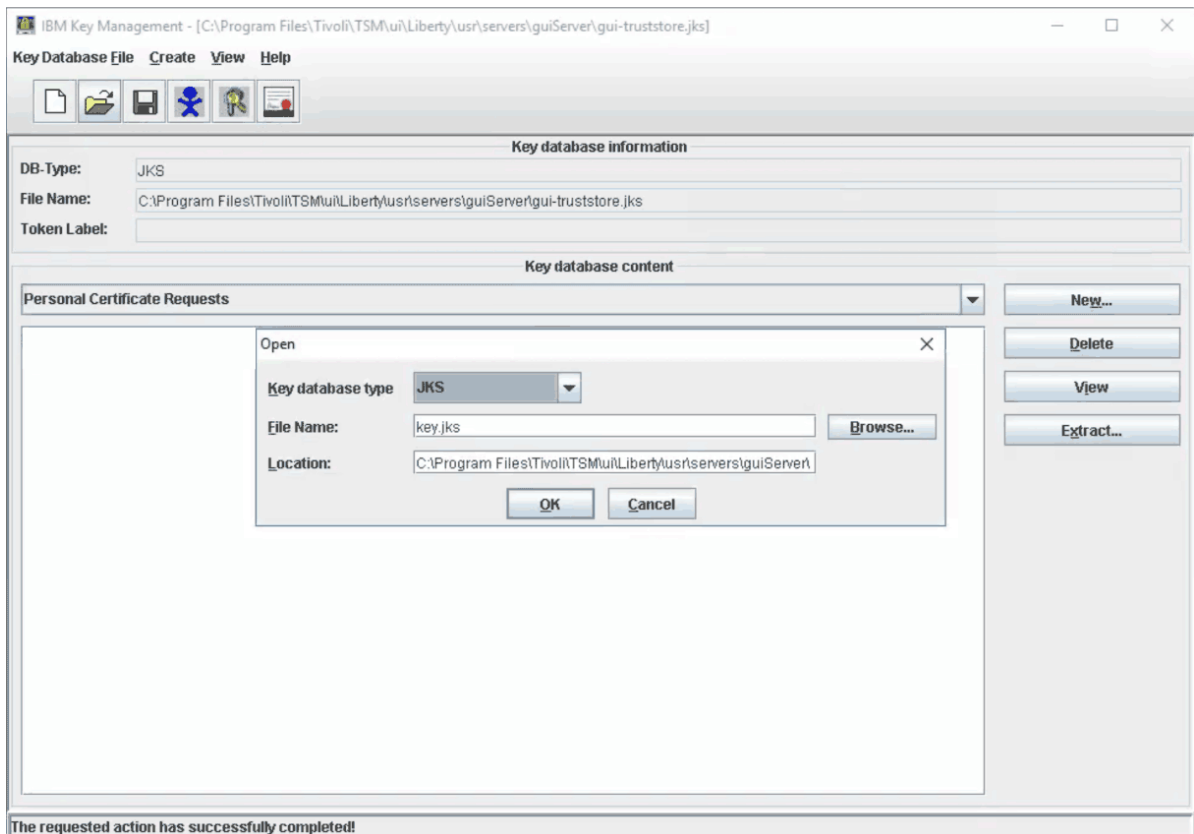 IBM Key Management - [C:\Program Files\Tivoli\TSM\ui\Liberty\usr\servers\guiServer\gui-truststore.jks]
Key Database File Create View Help
Key database information
DB-Type: JKS
File Name: C:\Program Files\Tivoli\TSM\ui\Liberty\usr\servers\guiServer\gui-truststore.jks
Token Label:
Key database content
Personal Certificate Requests
New...
Delete
View
Extract...
Open
Key database type JKS
File Name: key.jks Browse...
Location: C:\Program Files\Tivoli\TSM\ui\Liberty\usr\servers\guiServer\
OK Cancel
The requested action has successfully completed!